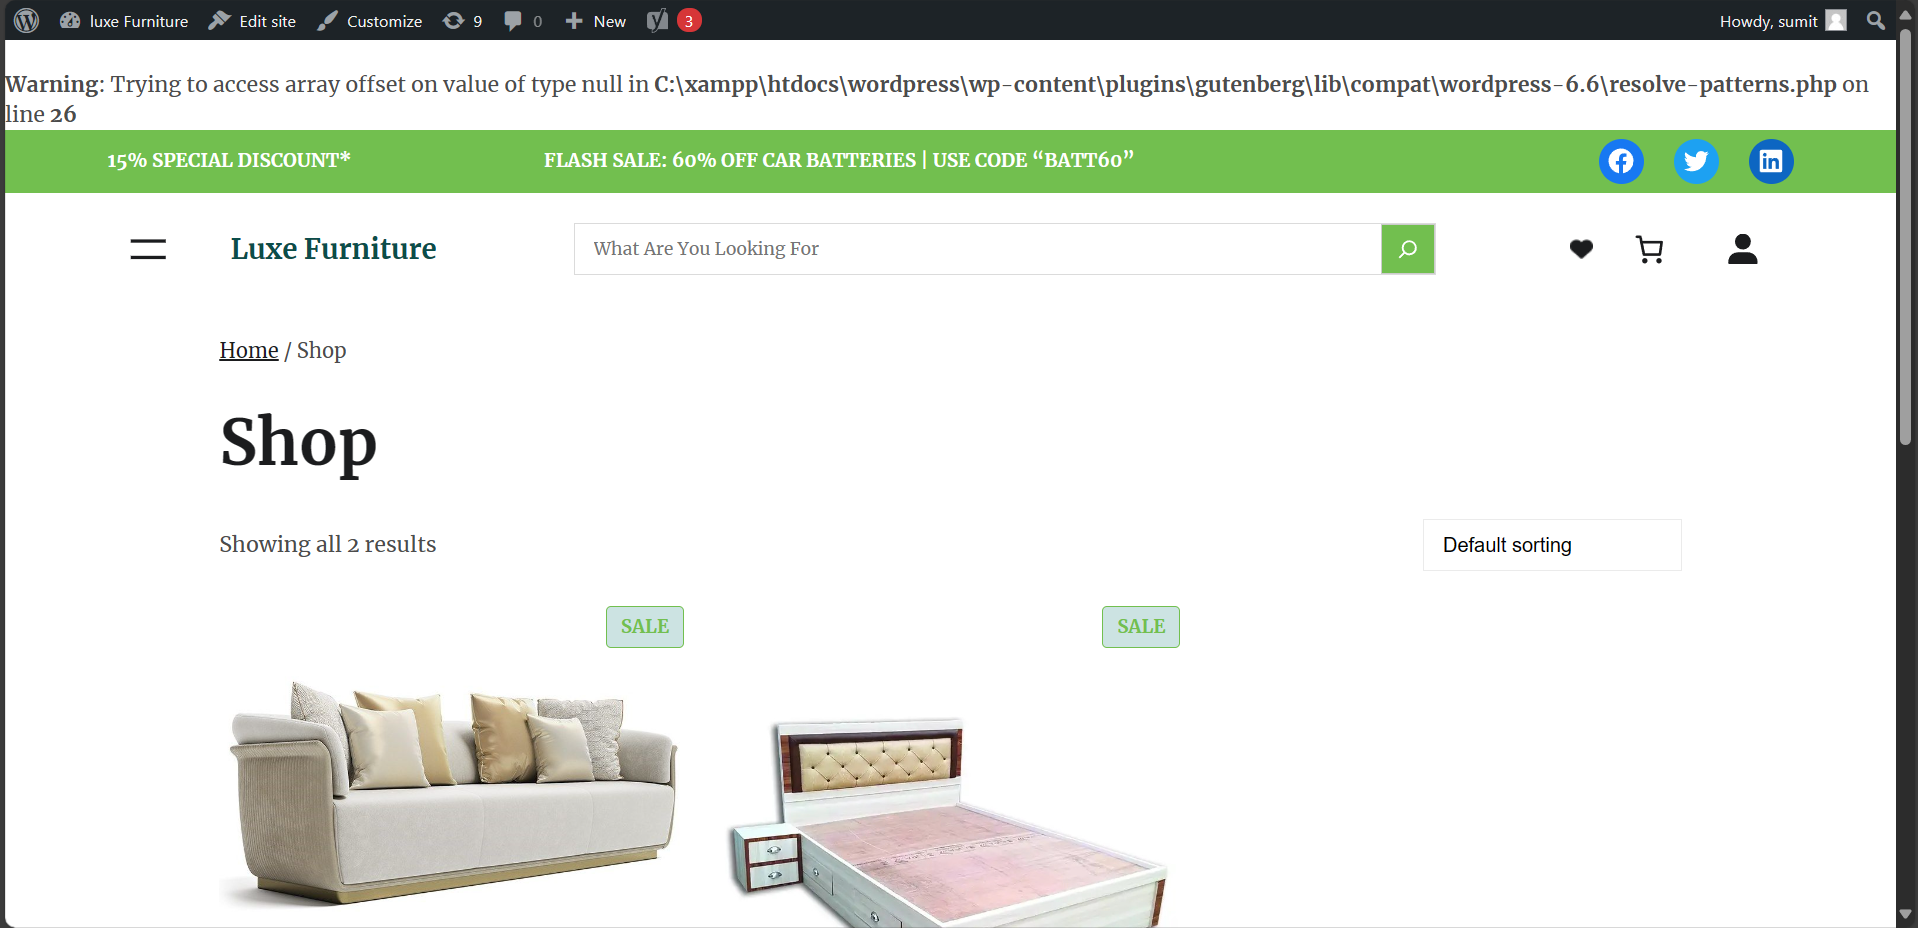 luxe Furniture Edit site Customize 9 0 New 3 Howdy, sumit
Warning: Trying to access array offset on value of type null in C:\xampp\htdocs\wordpress\wp-content\plugins\gutenberg\lib\compat\wordpress-6.6\resolve-patterns.php on
line 26
15% SPECIAL DISCOUNT* FLASH SALE: 60% OFF CAR BATTERIES | USE CODE “BATT60”
Luxe Furniture What Are You Looking For
Home / Shop
Shop
Showing all 2 results Default sorting
SALE SALE